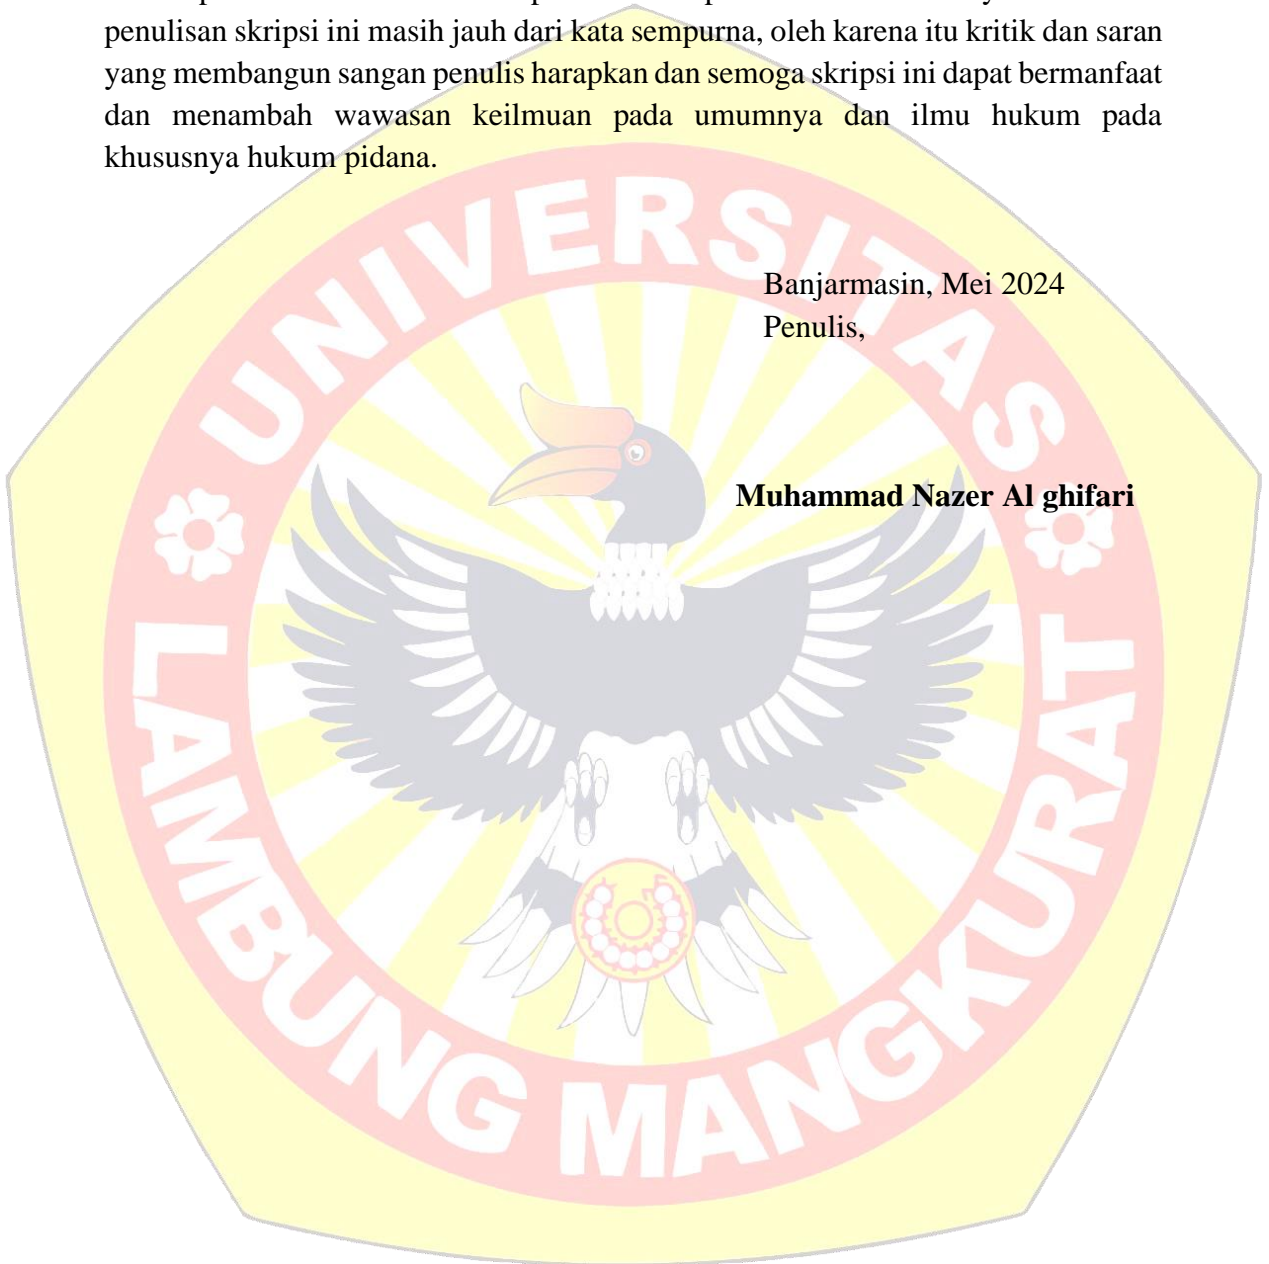 penulisan skripsi ini masih jauh dari kata sempurna, oleh karena itu kritik dan saran
yang membangun sangan penulis harapkan dan semoga skripsi ini dapat bermanfaat
dan menambah wawasan keilmuan pada umumnya dan ilmu hukum pada
khususnya hukum pidana.
Banjarmasin, Mei 2024
Penulis,
Muhammad Nazer Al ghifari
UNIVERSITAS
LAMBUNG MANGKURAT